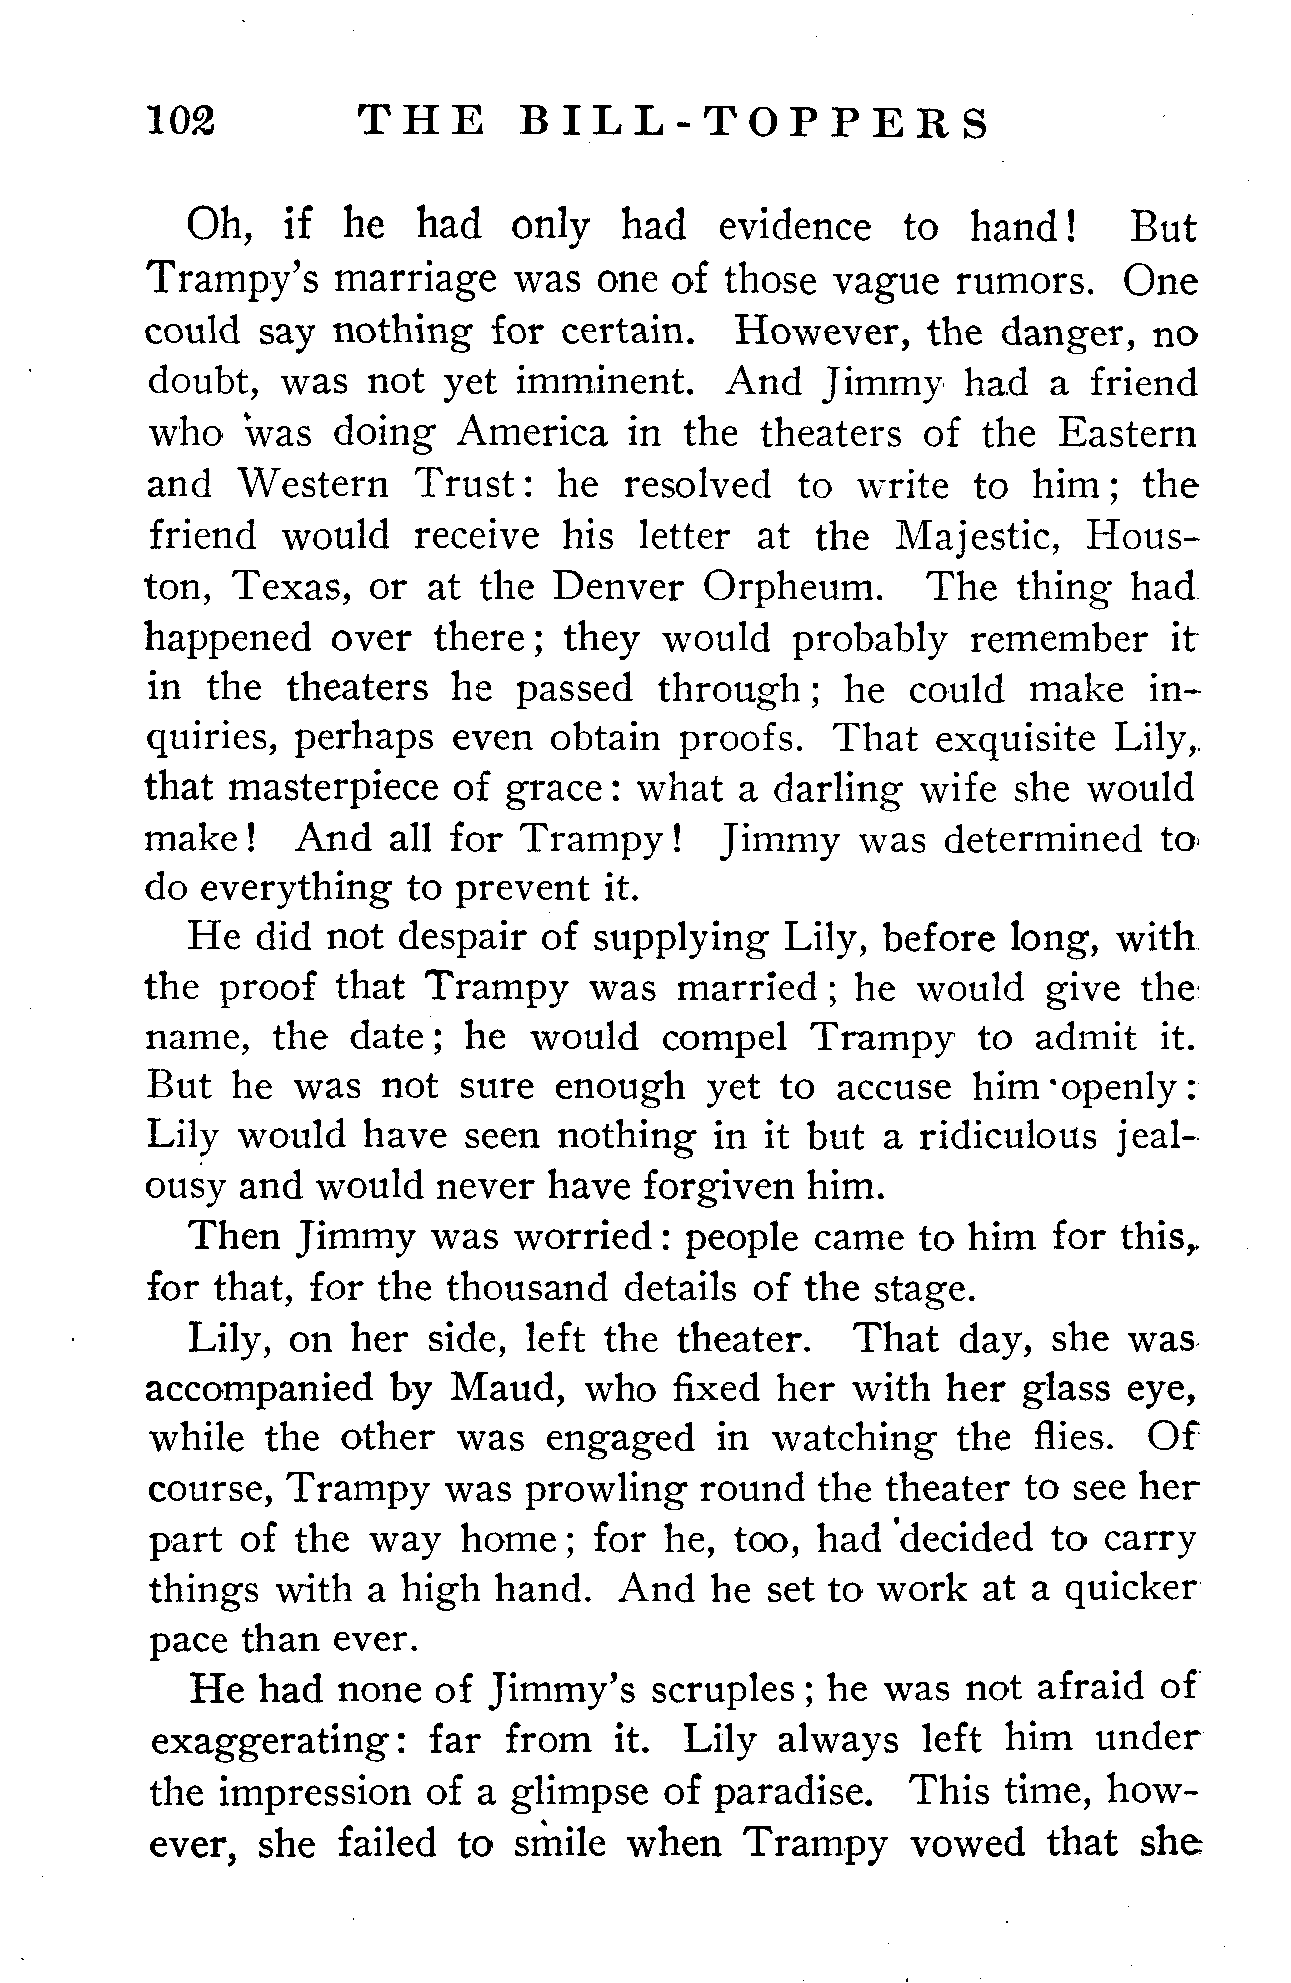 102 THE BILL-TOPPERS
Oh, if he had only had evidence to hand! But
Trampy's marriage was one of those vague rumors. One
could say nothing for certain. However, the danger, no
doubt, was not yet imminent. And Jimmy had a friend
who was doing America in the theaters of the Eastern
and Western Trust: he resolved to write to him; the
friend would receive his letter at the Majestic, Hous-
ton, Texas, or at the Denver Orpheum. The thing had
happened over there; they would probably remember it
in the theaters he passed through; he could make in-
quiries, perhaps even obtain proofs. That exquisite Lily,
that masterpiece of grace: what a darling wife she would
make! And all for Trampy! Jimmy was determined to
do everything to prevent it.
He did not despair of supplying Lily, before long, with
the proof that Trampy was married; he would give the
name, the date; he would compel Trampy to admit it.
But he was not sure enough yet to accuse him openly:
Lily would have seen nothing in it but a ridiculous jeal-
ousy and would never have forgiven him.
Then Jimmy was worried: people came to him for this,
for that, for the thousand details of the stage.
Lily, on her side, left the theater. That day, she was
accompanied by Maud, who fixed her with her glass eye,
while the other was engaged in watching the flies. Of
course, Trampy was prowling round the theater to see her
part of the way home; for he, too, had decided to carry
things with a high hand. And he set to work at a quicker
pace than ever.
He had none of Jimmy's scruples; he was not afraid of
exaggerating: far from it. Lily always left him under
the impression of a glimpse of paradise. This time, how-
ever, she failed to smile when Trampy vowed that she